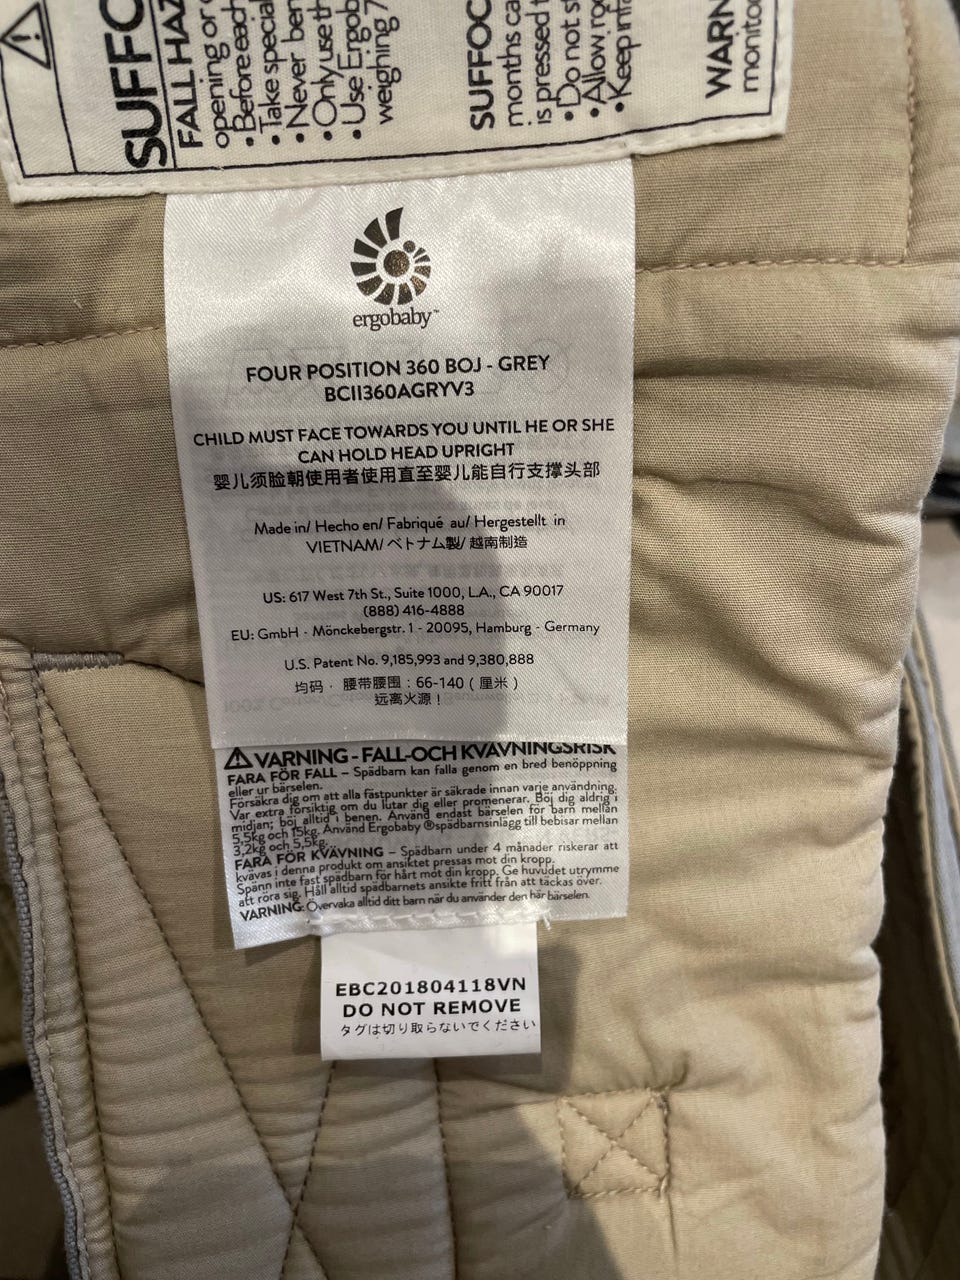 SUFFO
FALL HAZ
opening or
• Before each
• Take special
• Never ben
• Only use th
• Use Ergob
weighing 7
SUFFOC
months ca
is pressed t
• Do not s
• Allow roo
• Keep infa
WARN
monito
ergobaby™
FOUR POSITION 360 BOJ - GREY
BCII360AGRYV3
CHILD MUST FACE TOWARDS YOU UNTIL HE OR SHE
CAN HOLD HEAD UPRIGHT
婴儿须脸朝使用者使用直至婴儿能自行支撑头部
Made in/ Hecho en/ Fabriqué au/ Hergestellt in
VIETNAM/ ベトナム製/ 越南制造
US: 617 West 7th St., Suite 1000, L.A., CA 90017
(888) 416-4888
EU: GmbH · Mönckebergstr. 1 - 20095, Hamburg - Germany
U.S. Patent No. 9,185,993 and 9,380,888
均码 · 腰带腰围：66-140（厘米）
远离火源！
VARNING - FALL-OCH KVÄVNINGSRISK
FARA FÖR FALL – Spädbarn kan falla genom en bred benöppning
eller ur bärselen.
Försäkra dig om att alla fästpunkter är säkrade innan varje användning.
Var extra försiktig om du lutar dig eller promenerar. Böj dig aldrig i
midjan; böj alltid i benen. Använd endast bärselen för barn mellan
5,5kg och 15kg. Använd Ergobaby ®spädbarnsinlägg till bebisar mellan
3,2kg och 5,5kg.
FARA FÖR KVÄVNING – Spädbarn under 4 månader riskerar att
kvävas i denna produkt om ansiktet pressas mot din kropp.
Spänn inte fast spädbarn för hårt mot din kropp. Ge huvudet utrymme
att röra sig. Håll alltid spädbarnets ansikte fritt från att täckas över.
VARNING: Övervaka alltid ditt barn när du använder den här bärselen.
EBC201804118VN
DO NOT REMOVE
タグは切り取らないでください